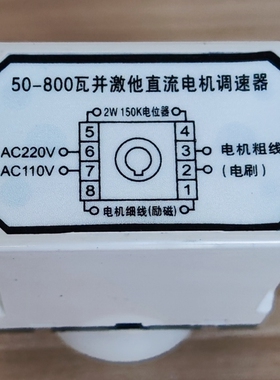 50-800瓦并激他直流电机调速器
2W 150K电位器
5 4
AC220V 6 3 电机粗线
AC110V 7 2 (电刷)
8 1
电机细线(励磁)